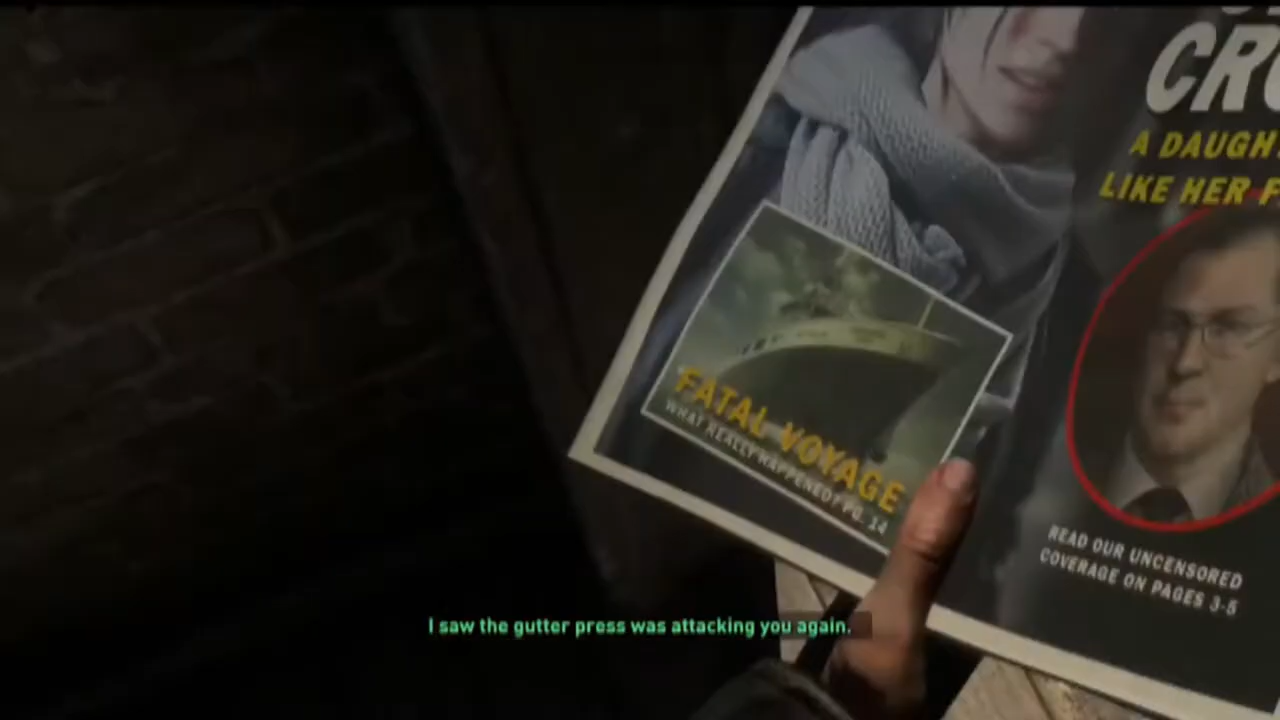 CR
A DAUGH
LIKE HER F
FATAL VOYAGE
WHAT REALLY HAPPENED? PG. 14
READ OUR UNCENSORED
COVERAGE ON PAGES 3-5
I saw the gutter press was attacking you again.